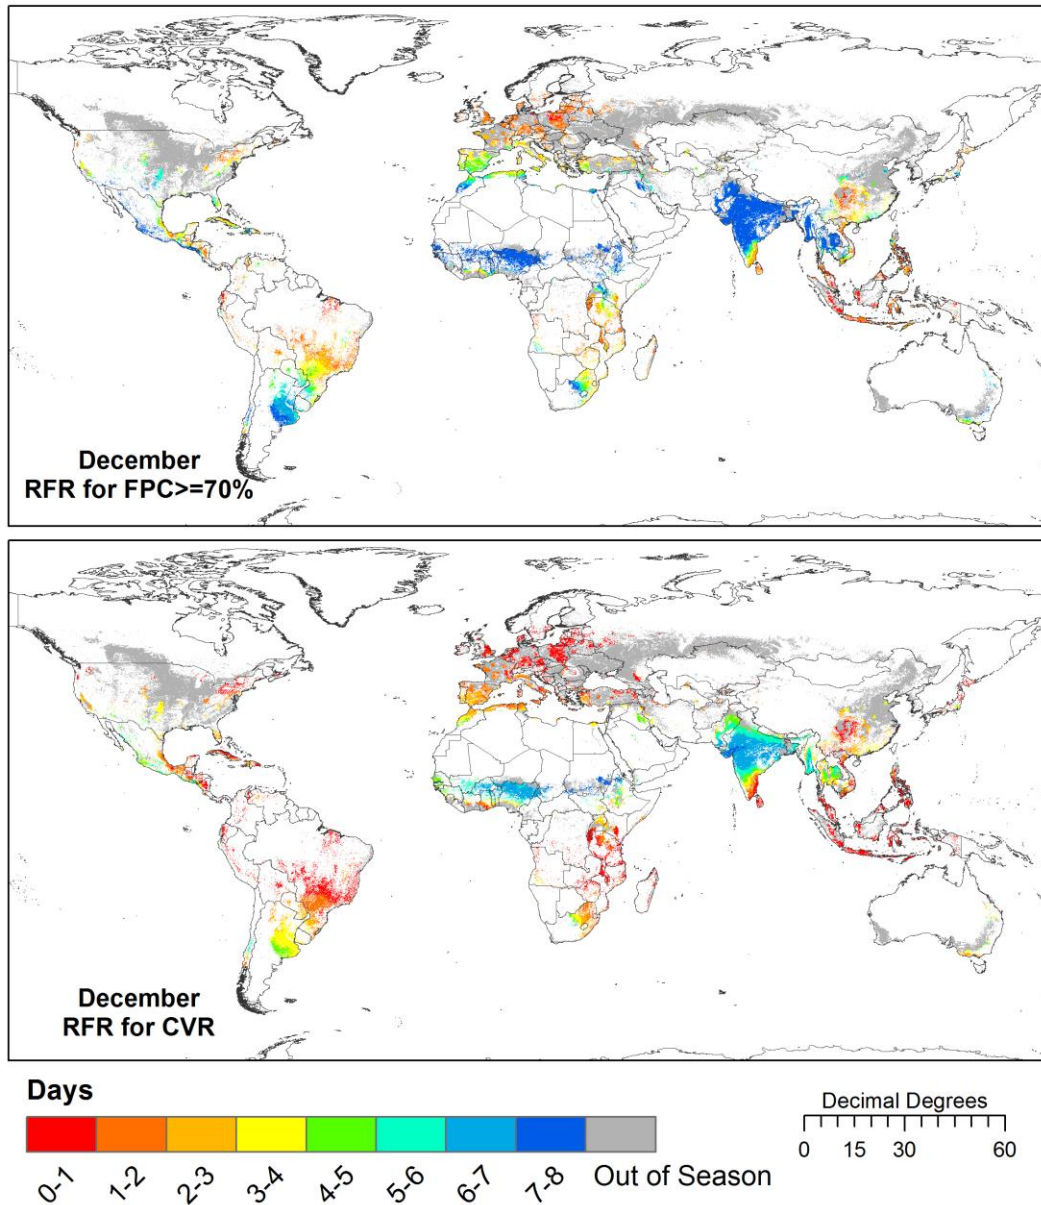 December
RFR for FPC>=70%
December
RFR for CVR
Days
0-1 1-2 2-3 3-4 4-5 5-6 6-7 7-8 Out of Season
Decimal Degrees
0 15 30 60